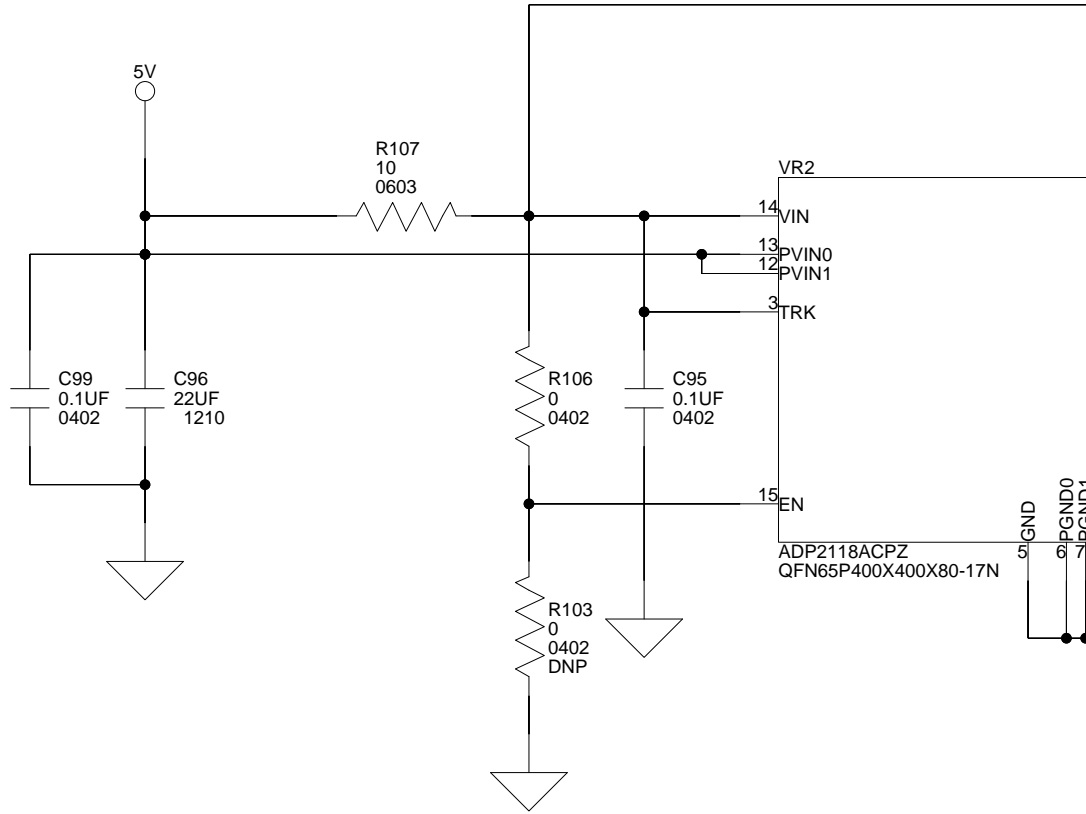 5V
R107
10
0603
VR2
14
VIN
13
PVIN0
12
PVIN1
3
TRK
C99
0.1UF
0402
C96
22UF
1210
R106
0
0402
C95
0.1UF
0402
15
EN
GND
PGND0
PGND1
5
6
7
ADP2118ACPZ
QFN65P400X400X80-17N
R103
0
0402
DNP